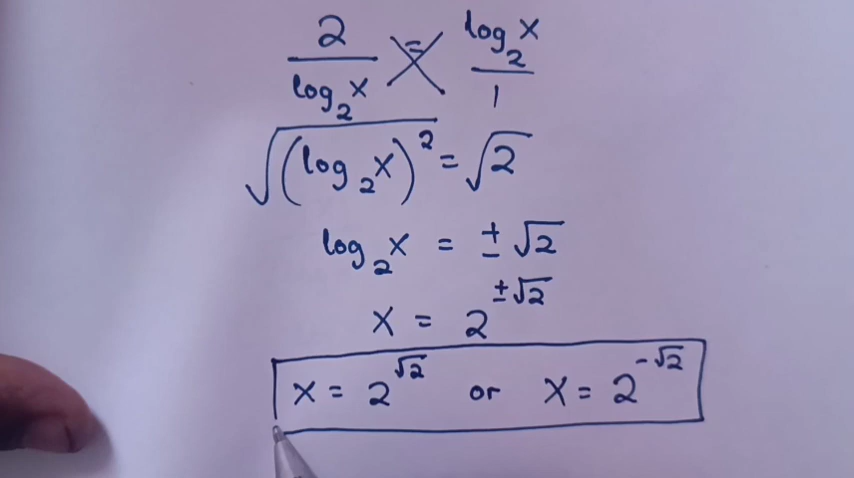 2/log₂x = log₂x/1
√(log₂x)² = √2
log₂x = ±√2
x = 2^±√2
x = 2^√2 or x = 2^-√2